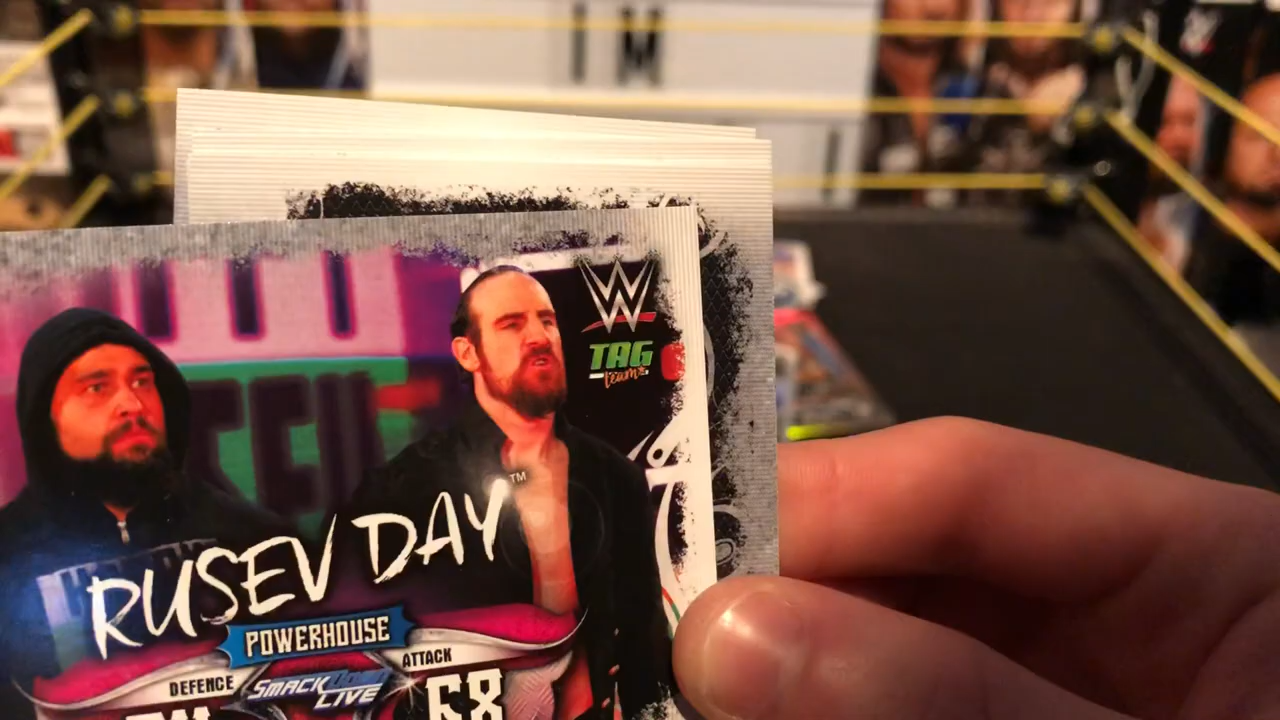 W
TAG
teams
RUSEV DAY™
POWERHOUSE
DEFENCE
SMACKDOWN
LIVE
ATTACK
68